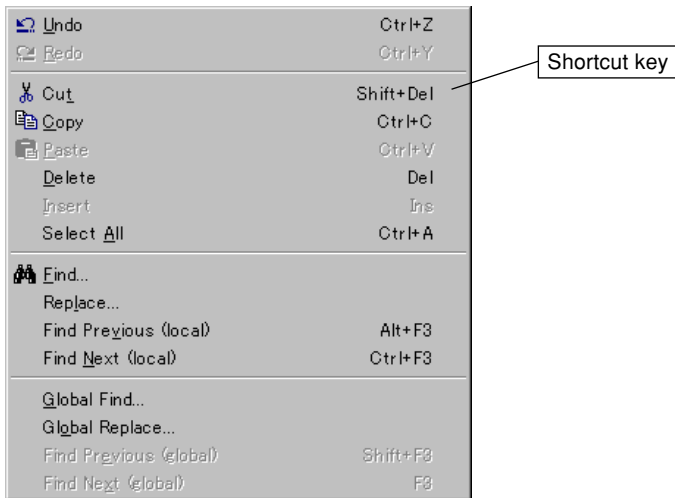 Undo Ctrl+Z
Redo Ctrl+Y
Shortcut key
Cut Shift+Del
Copy Ctrl+C
Paste Ctrl+V
Delete Del
Insert Ins
Select All Ctrl+A
Find...
Replace...
Find Previous (local) Alt+F3
Find Next (local) Ctrl+F3
Global Find...
Global Replace...
Find Previous (global) Shift+F3
Find Next (global) F3